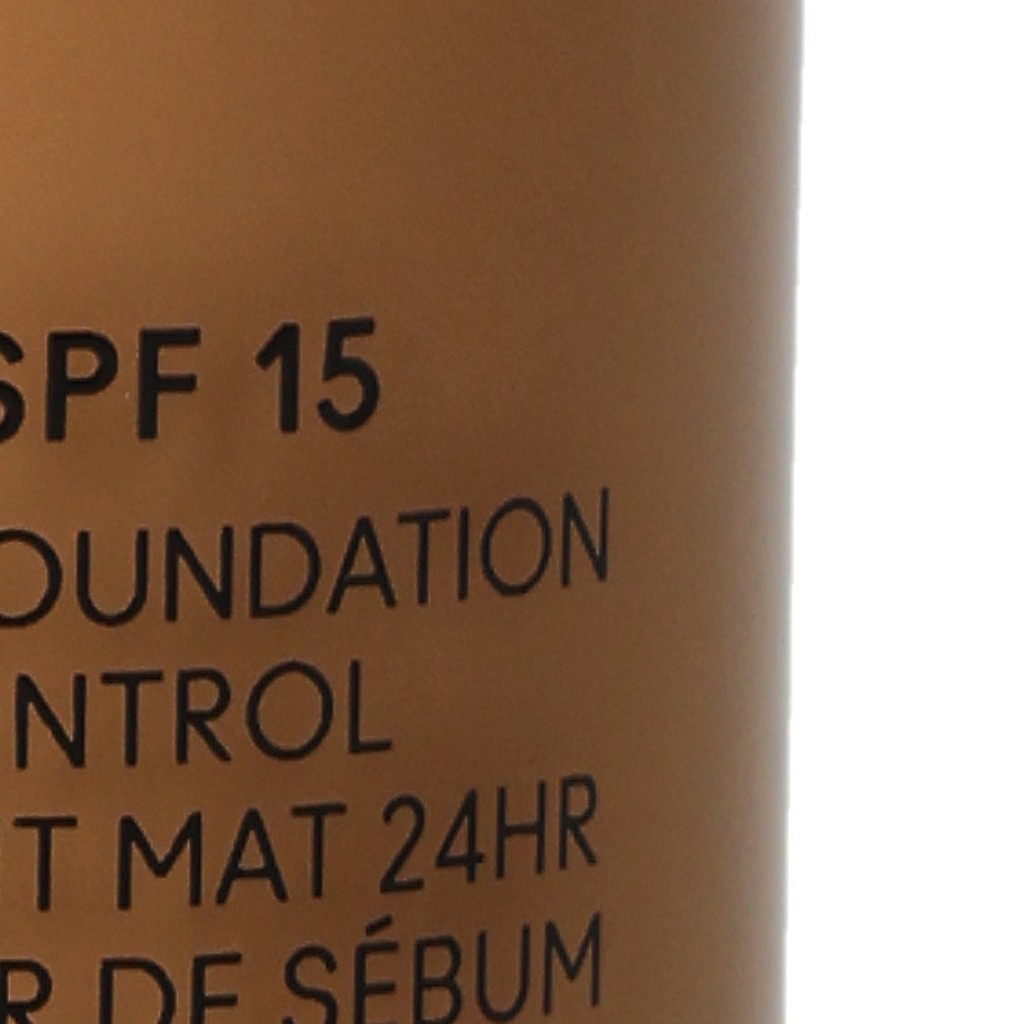 SPF 15
OUNDATION
NTROL
T MAT 24HR
R DE SÉBUM